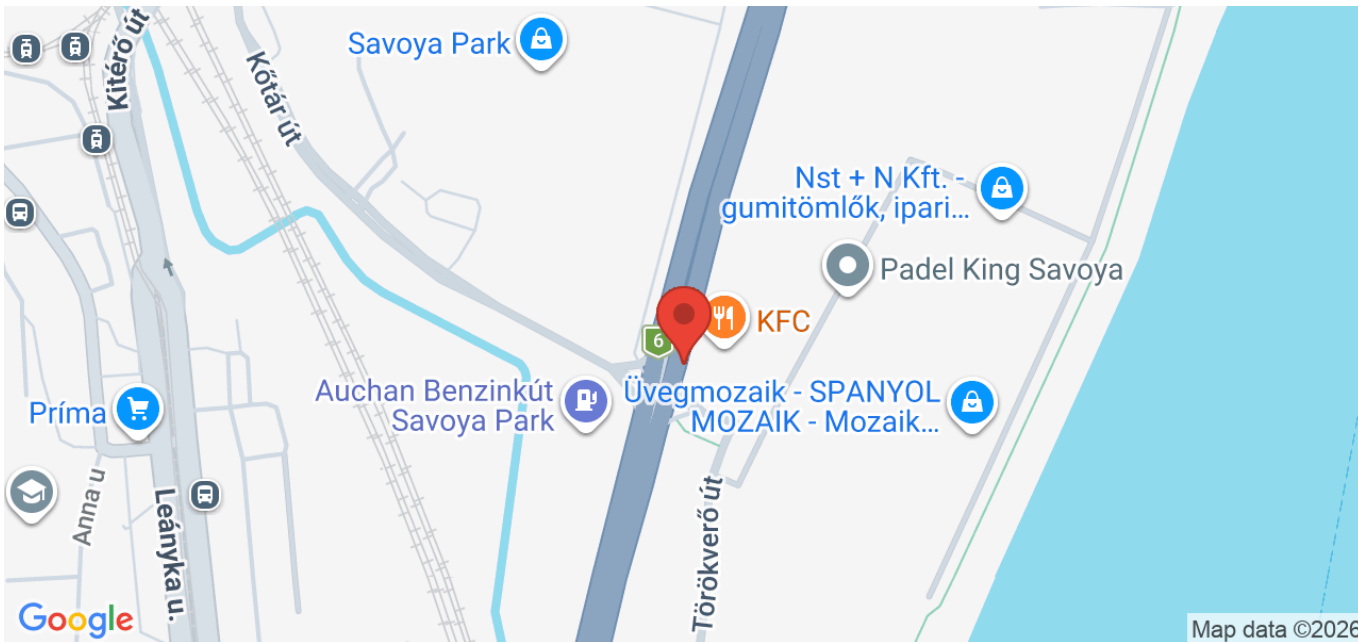 Kitérő út
Kőtár út
Savoya Park
Nst + N Kft. -
gumitömlők, ipari...
Padel King Savoya
KFC
6
Auchan Benzinkút
Savoya Park
Üvegmozaik - SPANYOL
MOZAIK - Mozaik...
Príma
Anna u
Leányka u.
Törökverő út
Google
Map data ©2026